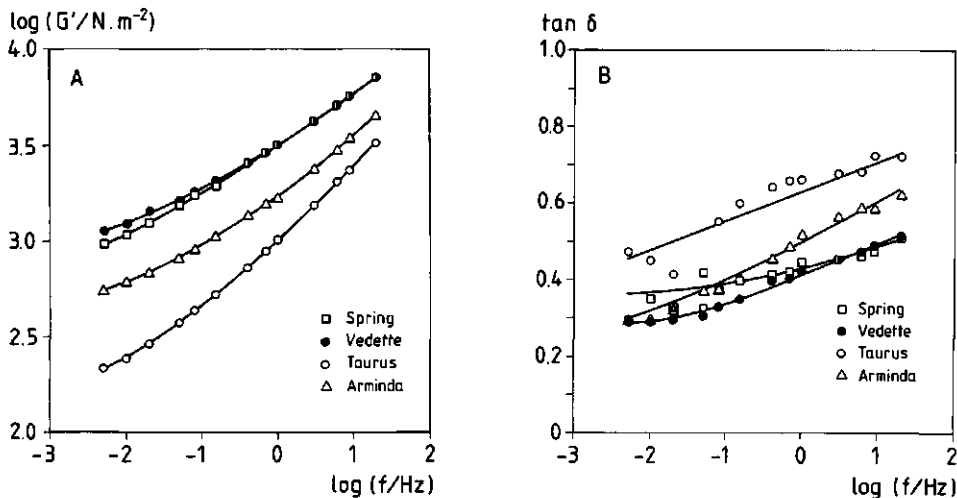 log (G'/N.m⁻²)
4.0
A
3.5
3.0
2.5
2.0
□ Spring
● Vedette
○ Taurus
△ Arminda
−3 −2 −1 0 1 2
log (f/Hz)
tan δ
1.0
B
0.8
0.6
0.4
0.2
0
□ Spring
● Vedette
○ Taurus
△ Arminda
−3 −2 −1 0 1 2
log (f/Hz)